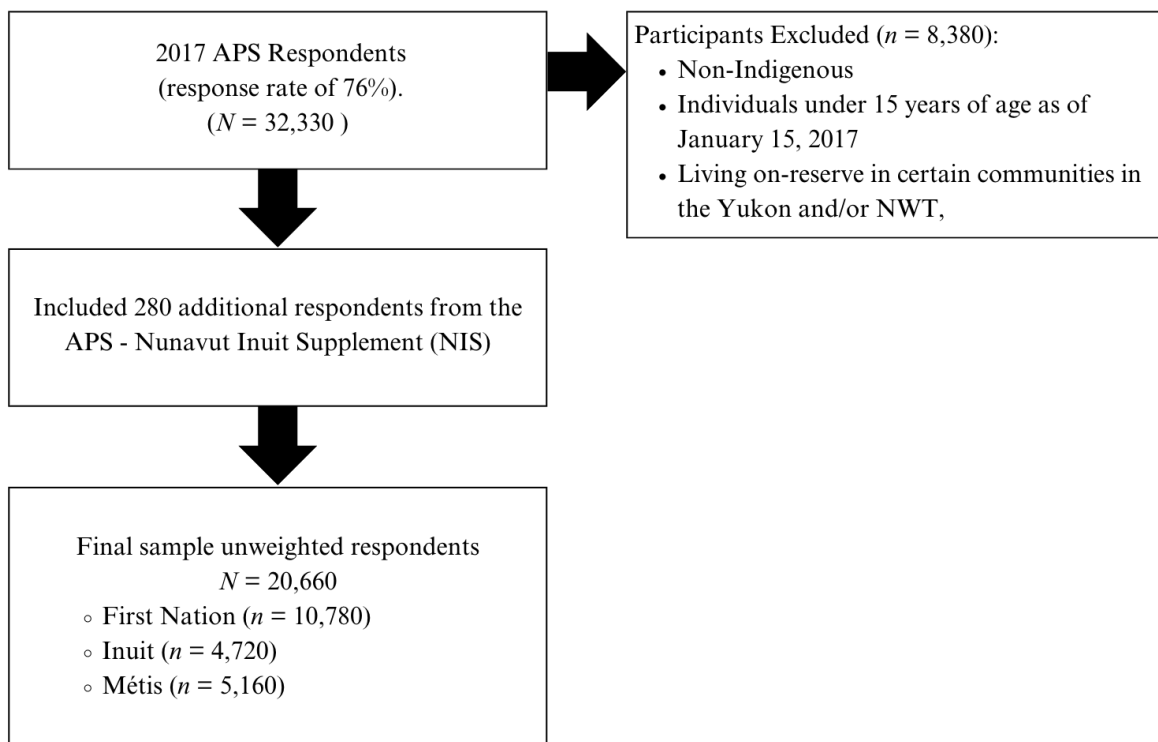 2017 APS Respondents
(response rate of 76%).
(N = 32,330 )
Participants Excluded (n = 8,380):
• Non-Indigenous
• Individuals under 15 years of age as of
January 15, 2017
• Living on-reserve in certain communities in
the Yukon and/or NWT,
Included 280 additional respondents from the
APS - Nunavut Inuit Supplement (NIS)
Final sample unweighted respondents
N = 20,660
◦ First Nation (n = 10,780)
◦ Inuit (n = 4,720)
◦ Métis (n = 5,160)